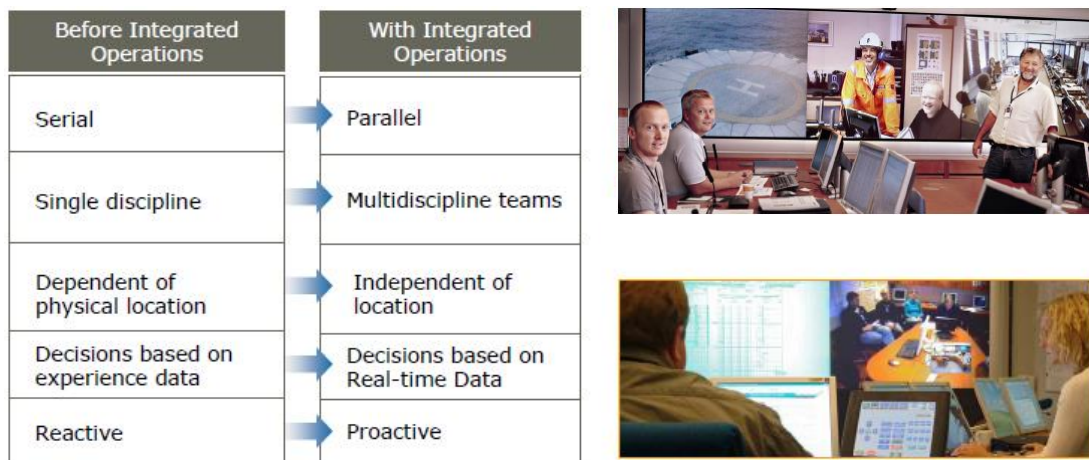 Before Integrated
Operations
With Integrated
Operations
Serial
Parallel
Single discipline
Multidiscipline teams
Dependent of
physical location
Independent of
location
Decisions based on
experience data
Decisions based on
Real-time Data
Reactive
Proactive
H